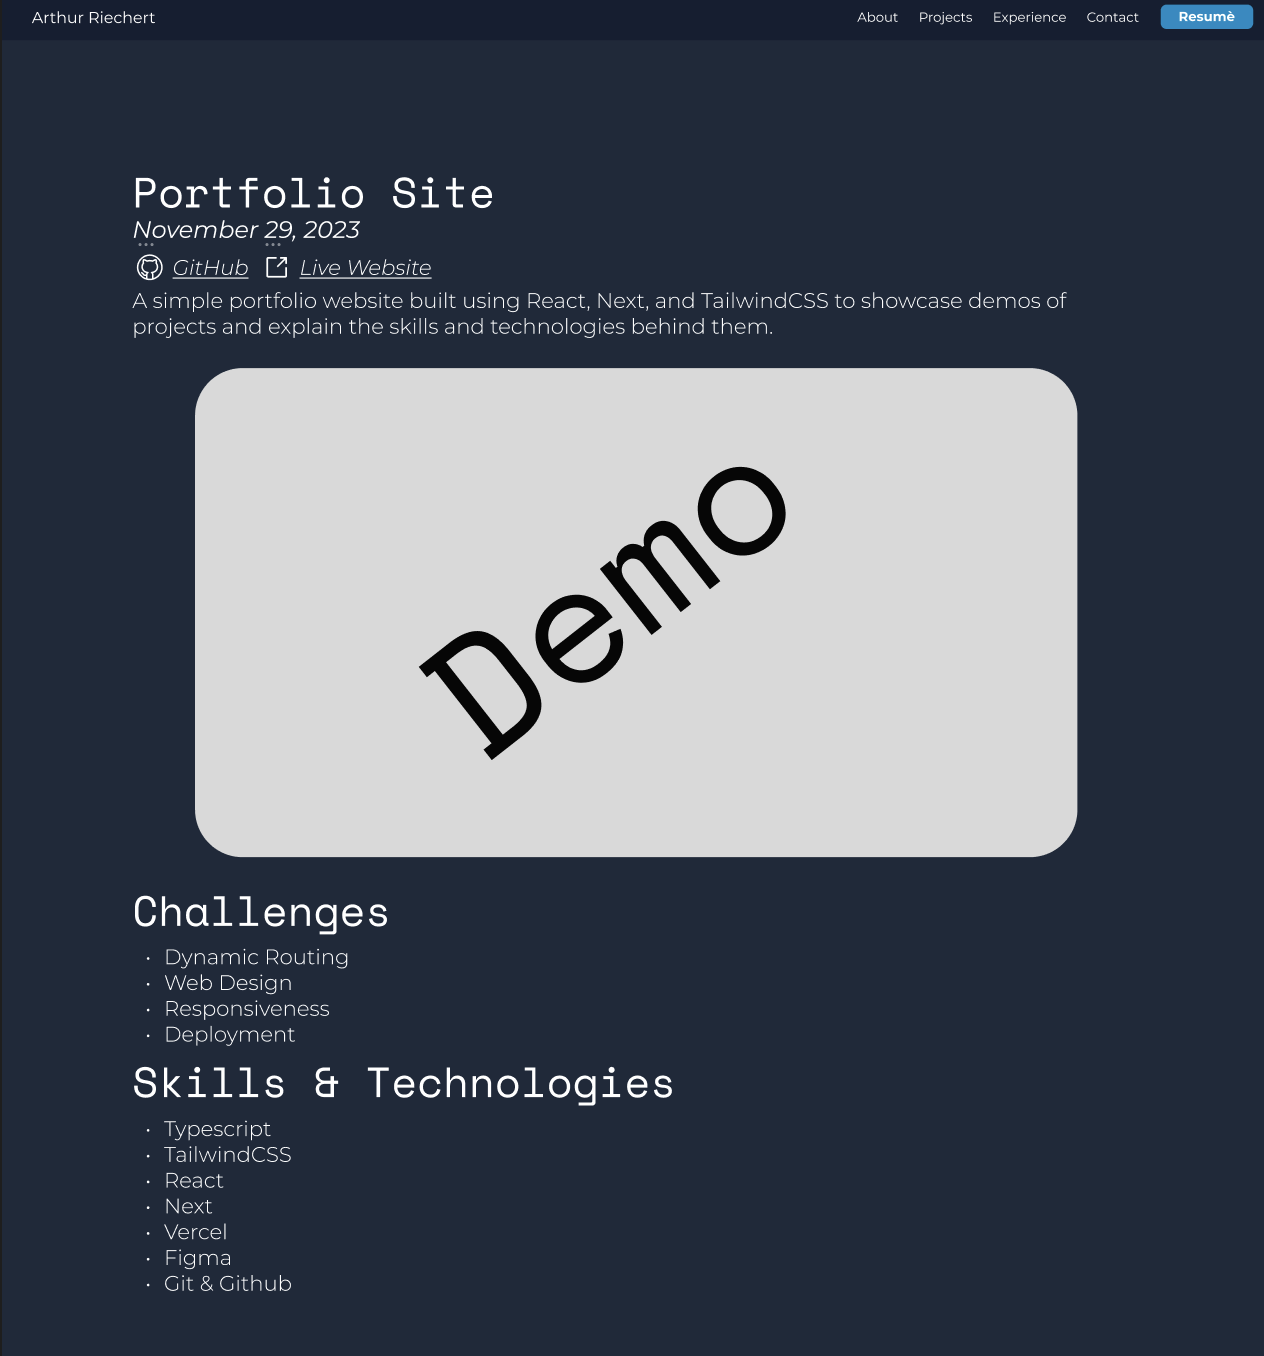 Arthur Riechert
About Projects Experience Contact Resumè
Portfolio Site
November 29, 2023
GitHub Live Website
A simple portfolio website built using React, Next, and TailwindCSS to showcase demos of
projects and explain the skills and technologies behind them.
Demo
Challenges
• Dynamic Routing
• Web Design
• Responsiveness
• Deployment
Skills & Technologies
• Typescript
• TailwindCSS
• React
• Next
• Vercel
• Figma
• Git & Github